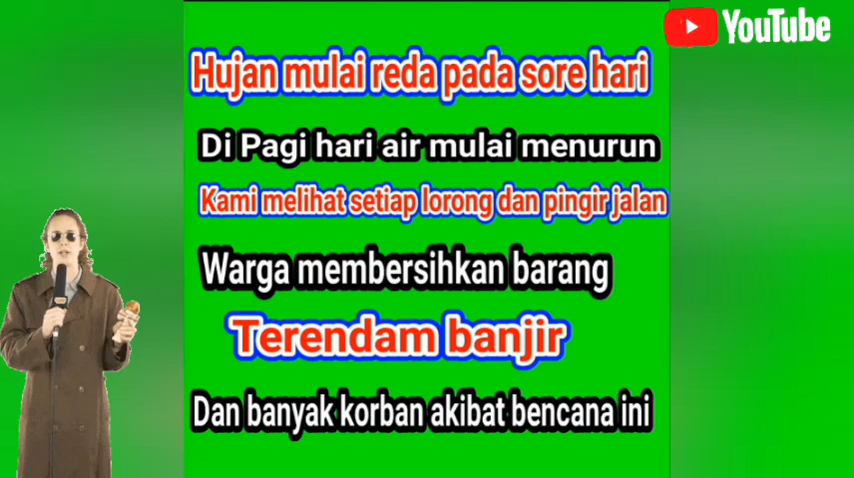 YouTube
Hujan mulai reda pada sore hari
Di Pagi hari air mulai menurun
Kami melihat setiap lorong dan pingir jalan
Warga membersihkan barang
Terendam banjir
Dan banyak korban akibat bencana ini